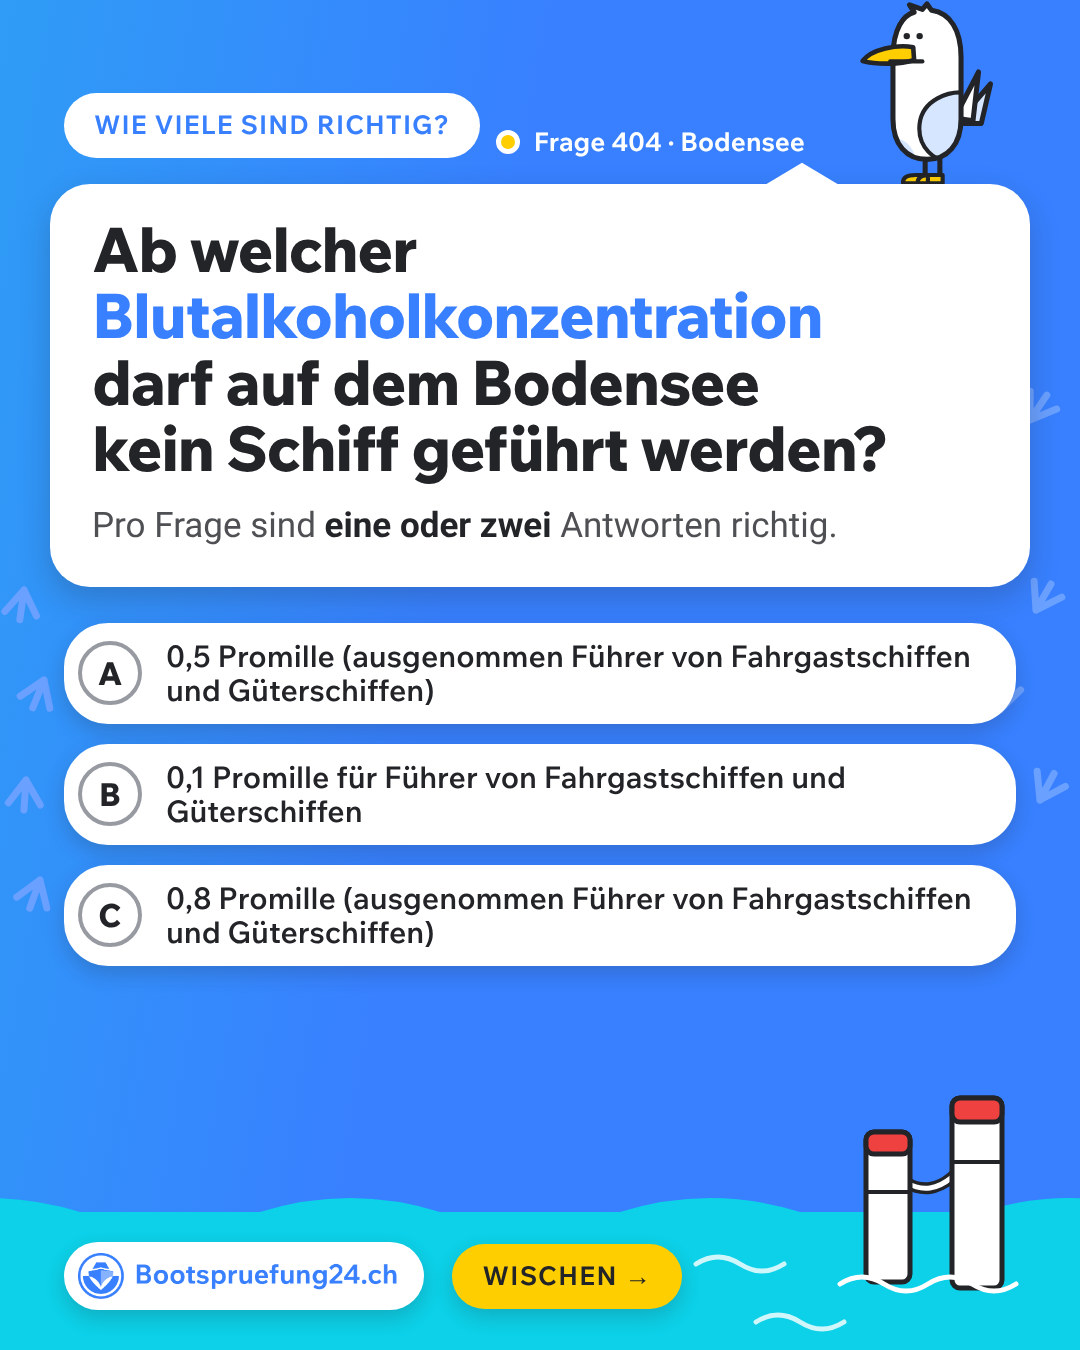 WIE VIELE SIND RICHTIG?
Frage 404 · Bodensee
Ab welcher
Blutalkoholkonzentration
darf auf dem Bodensee
kein Schiff geführt werden?
Pro Frage sind eine oder zwei Antworten richtig.
A 0,5 Promille (ausgenommen Führer von Fahrgastschiffen
und Güterschiffen)
B 0,1 Promille für Führer von Fahrgastschiffen und
Güterschiffen
C 0,8 Promille (ausgenommen Führer von Fahrgastschiffen
und Güterschiffen)
Bootspruefung24.ch
WISCHEN →